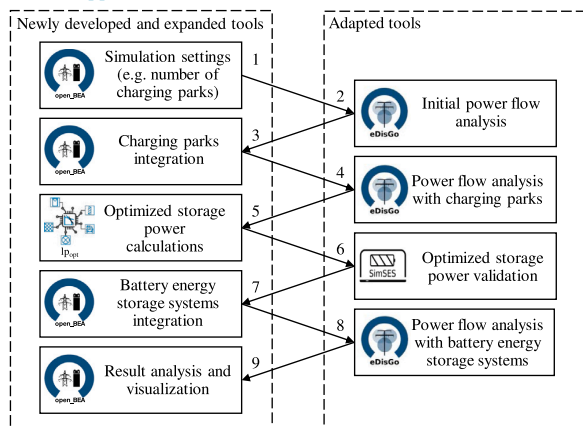 Newly developed and expanded tools
Adapted tools
Simulation settings
(e.g. number of
charging parks)
open_BEA
1
2
Initial power flow
analysis
eDisGo
3
Charging parks
integration
open_BEA
4
Power flow analysis
with charging parks
eDisGo
5
Optimized storage
power
calculations
lpopt
6
SimSES
Optimized storage
power validation
7
Battery energy
storage systems
integration
open_BEA
8
Power flow analysis
with battery energy
storage systems
eDisGo
9
Result analysis and
visualization
open_BEA